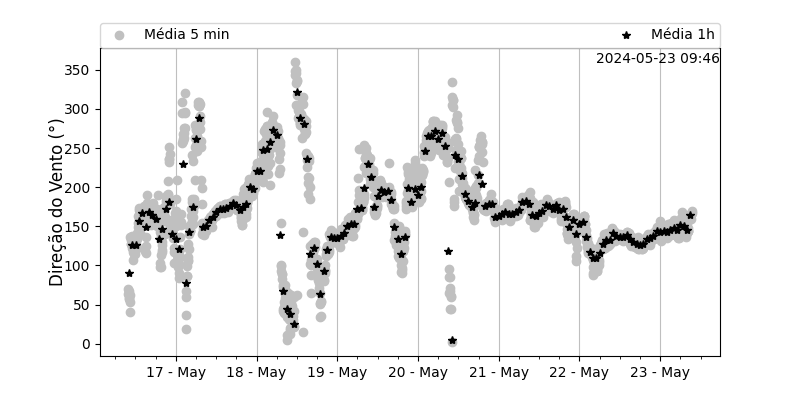 Média 5 min
Média 1h
2024-05-23 09:46
Direção do Vento (°)
350
300
250
200
150
100
50
0
17 - May
18 - May
19 - May
20 - May
21 - May
22 - May
23 - May